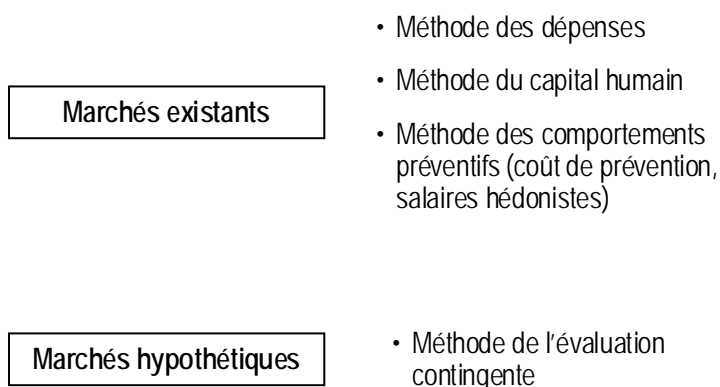 Marchés existants
• Méthode des dépenses
• Méthode du capital humain
• Méthode des comportements
préventifs (coût de prévention,
salaires hédonistes)
Marchés hypothétiques
• Méthode de l'évaluation
contingente